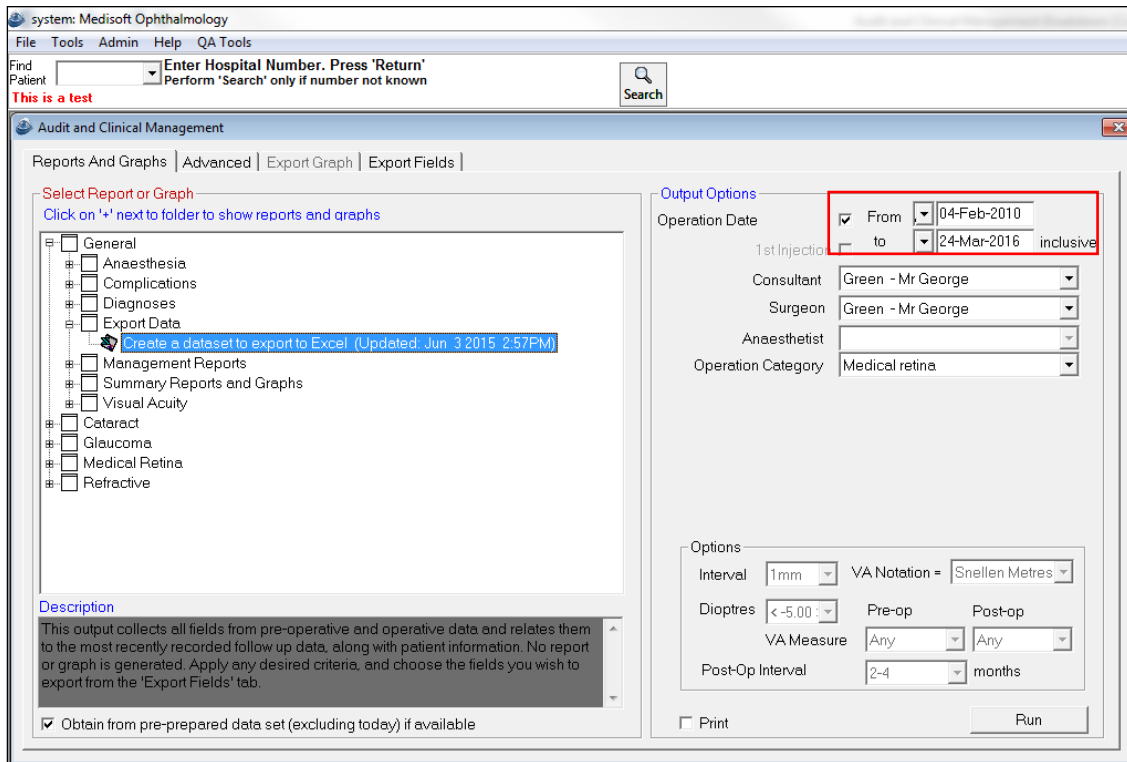 system: Medisoft Ophthalmology
File Tools Admin Help QA Tools
Find Patient
Enter Hospital Number. Press 'Return'
Perform 'Search' only if number not known
This is a test
Search
Audit and Clinical Management
Reports And Graphs Advanced Export Graph Export Fields
Select Report or Graph
Click on '+' next to folder to show reports and graphs
General
Anaesthesia
Complications
Diagnoses
Export Data
Create a dataset to export to Excel (Updated: Jun 3 2015 2:57PM)
Management Reports
Summary Reports and Graphs
Visual Acuity
Cataract
Glaucoma
Medical Retina
Refractive
Description
This output collects all fields from pre-operative and operative data and relates them
to the most recently recorded follow up data, along with patient information. No report
or graph is generated. Apply any desired criteria, and choose the fields you wish to
export from the 'Export Fields' tab.
Obtain from pre-prepared data set (excluding today) if available
Output Options
Operation Date From 04-Feb-2010
1st Injection to 24-Mar-2016 inclusive
Consultant Green - Mr George
Surgeon Green - Mr George
Anaesthetist
Operation Category Medical retina
Options
Interval 1mm VA Notation = Snellen Metres
Dioptres < -5.00 : Pre-op Post-op
VA Measure Any Any
Post-Op Interval 2-4 months
Print Run